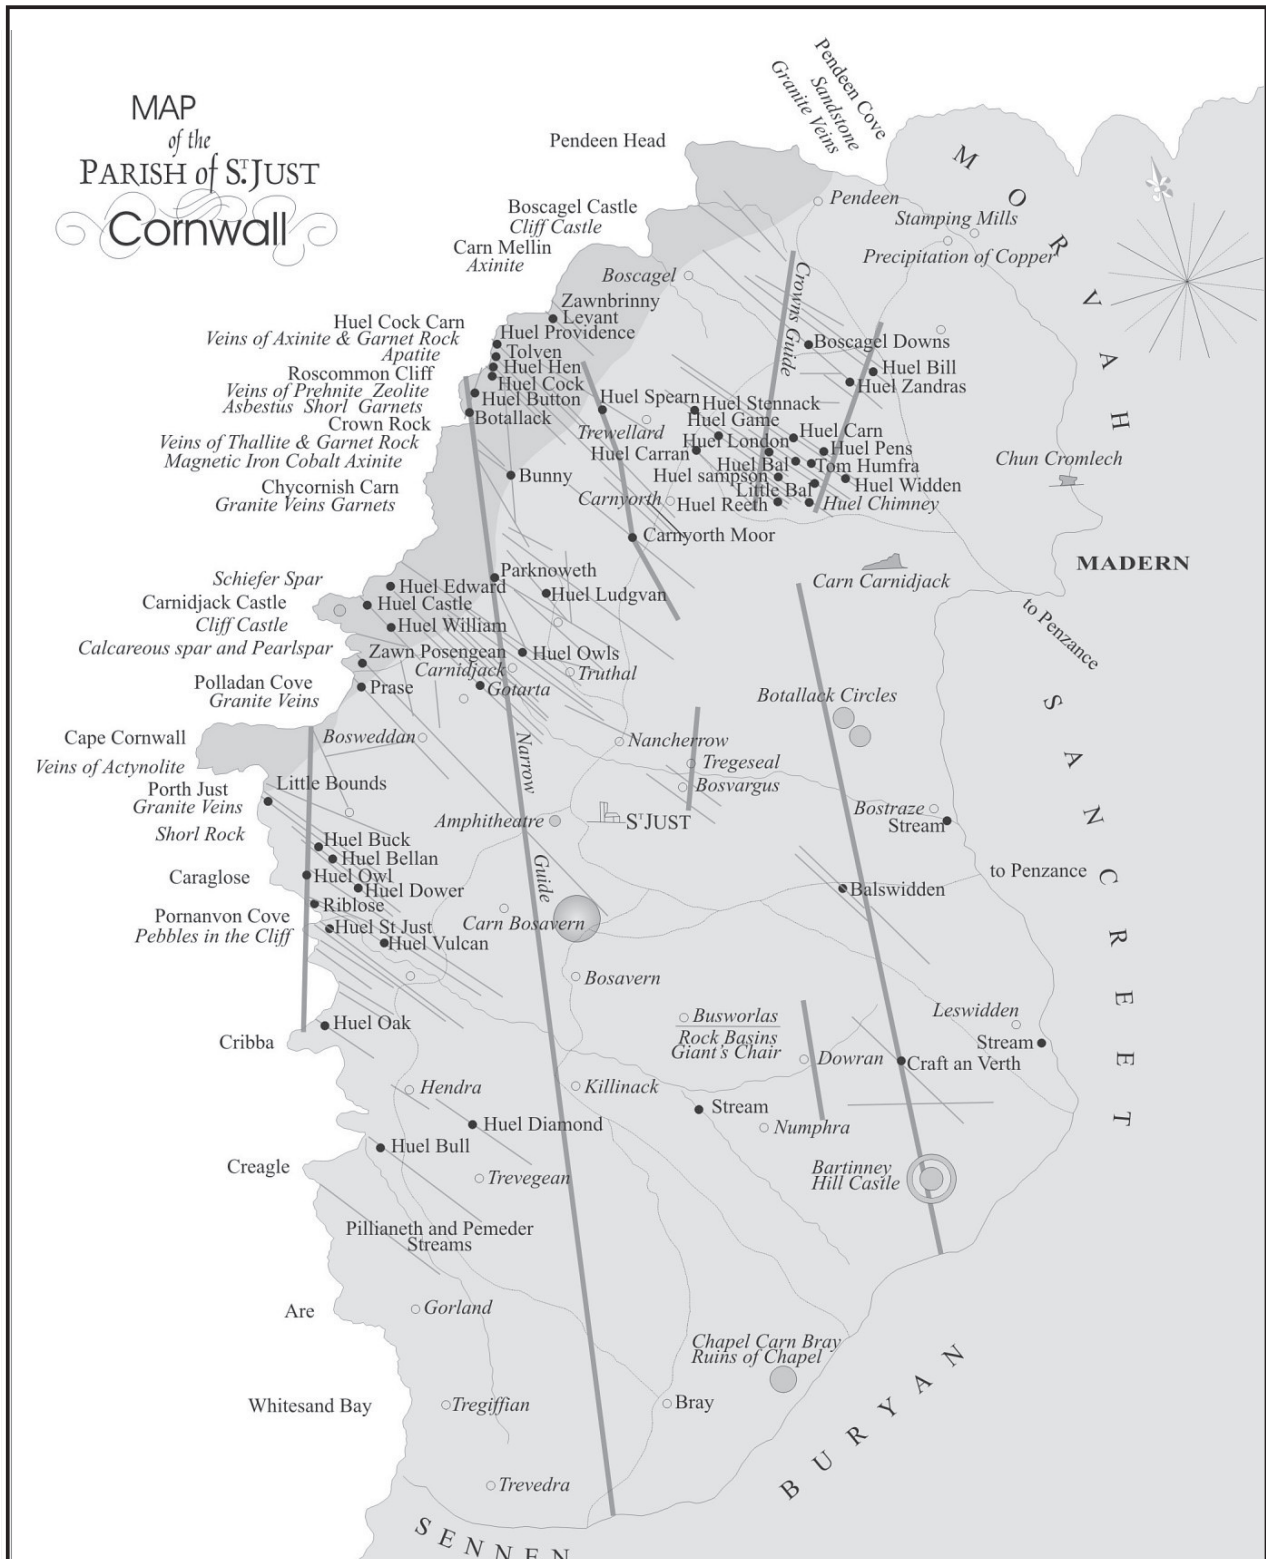 MAP
of the
PARISH of ST. JUST
Cornwall
Pendeen Cove
Sandstone
Granite Veins
Pendeen Head
MORVAH
Pendeen
Stamping Mills
Precipitation of Copper
Boscagel Castle
Cliff Castle
Carn Mellin
Axinite
Boscagel
Crowns Guide
Zawnbrinny
Levant
Huel Cock Carn
Veins of Axinite & Garnet Rock
Apatite
Huel Providence
Tolven
Huel Hen
Huel Cock
Huel Button
Botallack
Roscommon Cliff
Veins of Prehnite Zeolite
Asbestus Shorl Garnets
Crown Rock
Veins of Thallite & Garnet Rock
Magnetic Iron Cobalt Axinite
Chycornish Carn
Granite Veins Garnets
Boscagel Downs
Huel Bill
Huel Zandras
Huel Spearn
Huel Stennack
Huel Game
Trewellard
Huel London
Huel Carn
Huel Carran
Huel Pens
Huel Bal
Tom Humfra
Huel sampson
Huel Widden
Little Bal
Carnyorth
Huel Reeth
Huel Chimney
Bunny
Carnyorth Moor
Chun Cromlech
MADERN
Carn Carnidjack
to Penzance
Schiefer Spar
Carnidjack Castle
Cliff Castle
Calcareous spar and Pearlspar
Polladan Cove
Granite Veins
Parknoweth
Huel Edward
Huel Castle
Huel Ludgvan
Huel William
Zawn Posengean
Huel Owls
Carnidjack
Truthal
Prase
Gotarta
Botallack Circles
SANCREET
Cape Cornwall
Veins of Actynolite
Bosweddan
Narrow
Guide
Nancherrow
Tregeseal
Bosvargus
Porth Just
Granite Veins
Shorl Rock
Little Bounds
Amphitheatre
ST JUST
Bostraze
Stream
Huel Buck
Huel Bellan
Caraglose
Huel Owl
Huel Dower
Riblose
to Penzance
Balswidden
Pornanvon Cove
Pebbles in the Cliff
Huel St Just
Huel Vulcan
Carn Bosavern
Bosavern
Huel Oak
Cribba
Busworlas
Rock Basins
Giant's Chair
Leswidden
Stream
Dowran
Craft an Verth
Hendra
Killinack
Stream
Numphra
Huel Diamond
Huel Bull
Creagle
Trevegean
Bartinney
Hill Castle
Pillianeth and Pemeder
Streams
Are
Gorland
Chapel Carn Bray
Ruins of Chapel
Whitesand Bay
Tregiffian
Bray
BURYAN
Trevedra
SENNEN